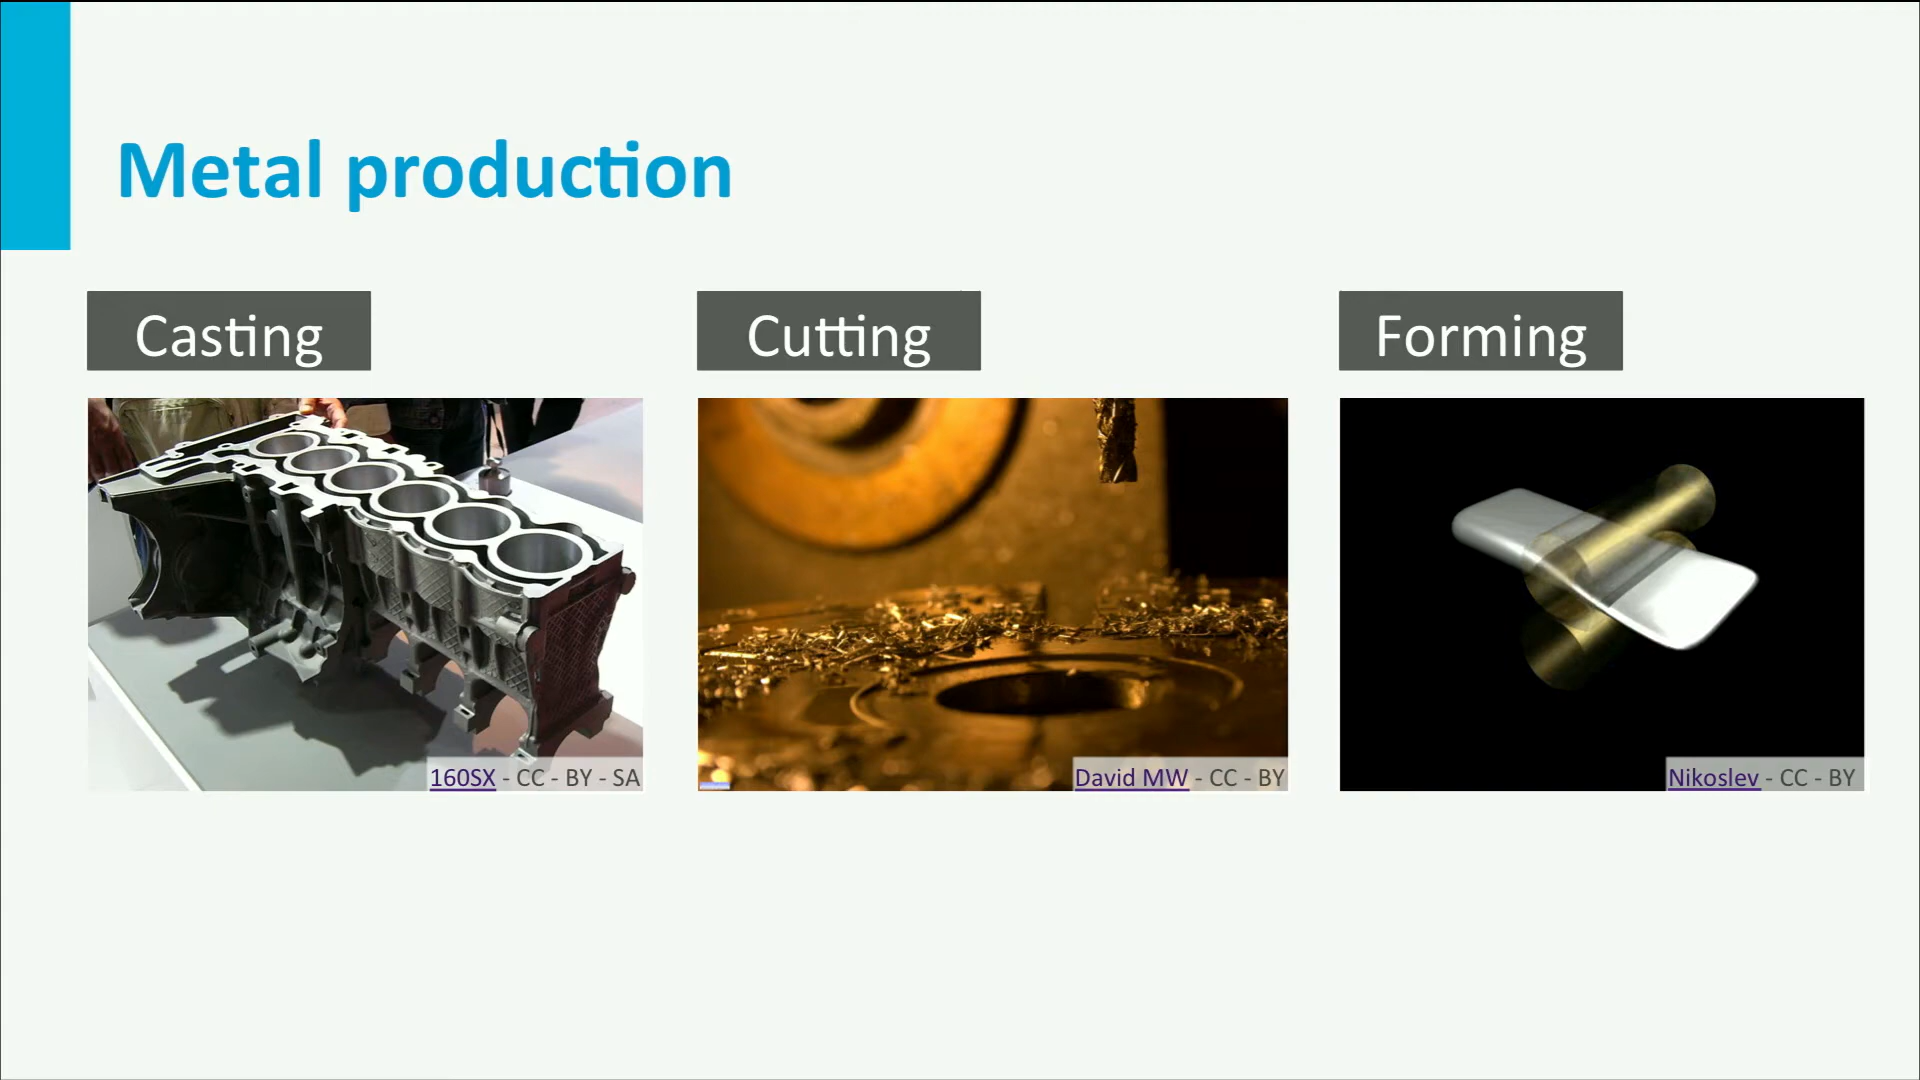 Metal production
Casting
Cutting
Forming
160SX - CC - BY - SA
David MW - CC - BY
Nikoslev - CC - BY